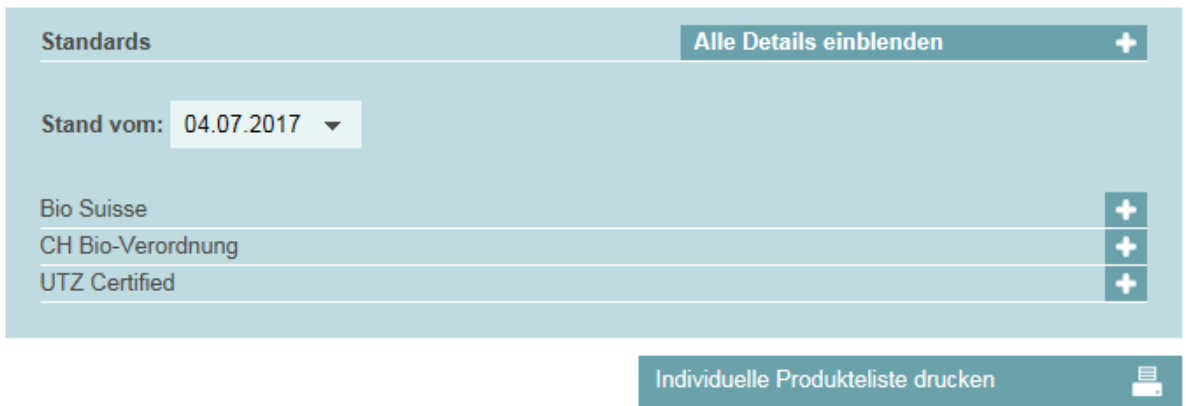 Standards Alle Details einblenden
Stand vom: 04.07.2017
Bio Suisse
CH Bio-Verordnung
UTZ Certified
Individuelle Produkteliste drucken